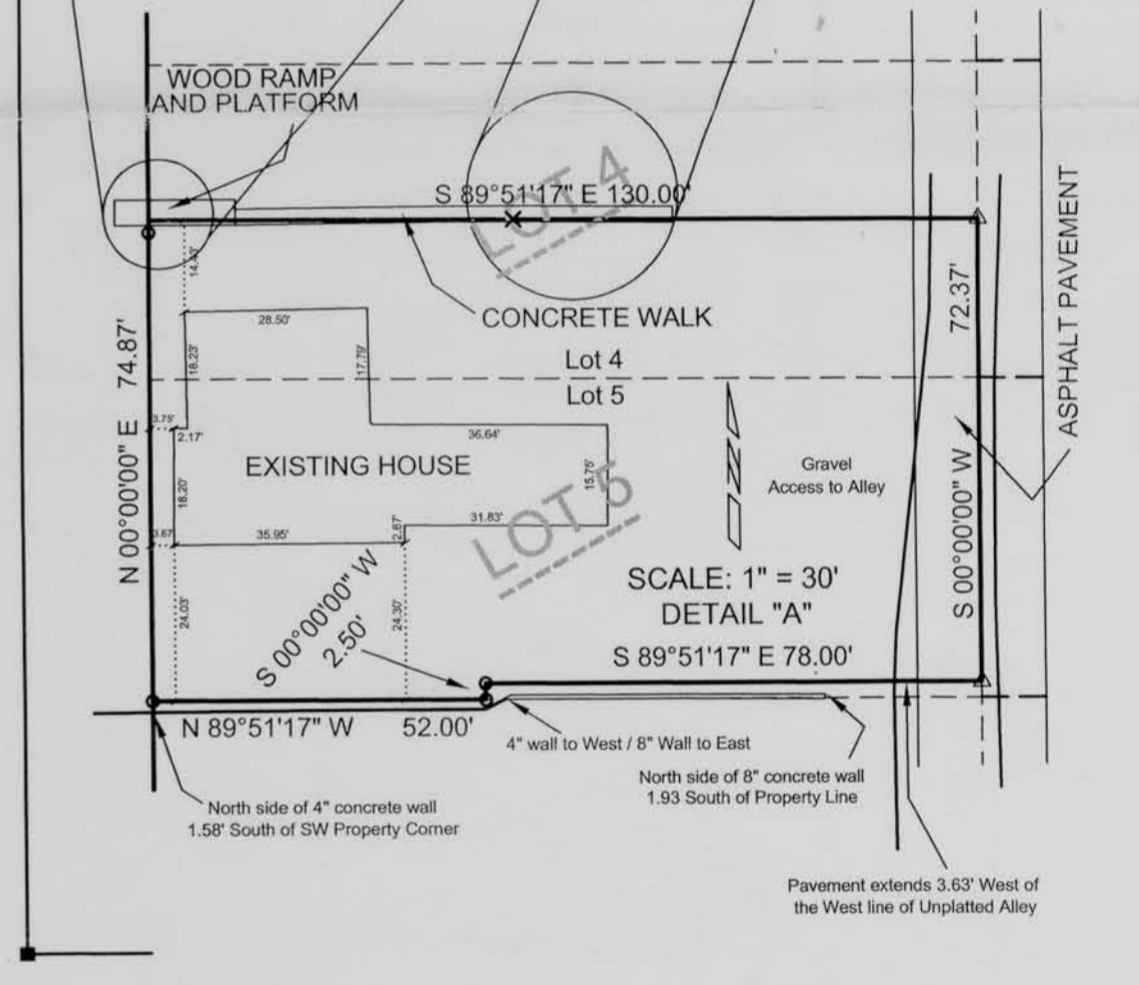 WOOD RAMP
AND PLATFORM
LOT 4
S 89°51'17" E 130.00'
ASPHALT PAVEMENT
14.43'
72.37'
CONCRETE WALK
28.50'
N 00°00'00" E 74.87'
18.23'
17.79'
Lot 4
Lot 5
3.75'
2.17'
36.64'
EXISTING HOUSE
Gravel
Access to Alley
18.20'
15.75'
LOT 5
31.83'
3.67'
35.95'
2.67'
S 00°00'00" W
SCALE: 1" = 30'
DETAIL "A"
24.03'
24.30'
S 00°00'00" W
2.50'
S 89°51'17" E 78.00'
N 89°51'17" W 52.00'
4" wall to West / 8" Wall to East
North side of 8" concrete wall
1.93 South of Property Line
North side of 4" concrete wall
1.58' South of SW Property Corner
Pavement extends 3.63' West of
the West line of Unplatted Alley